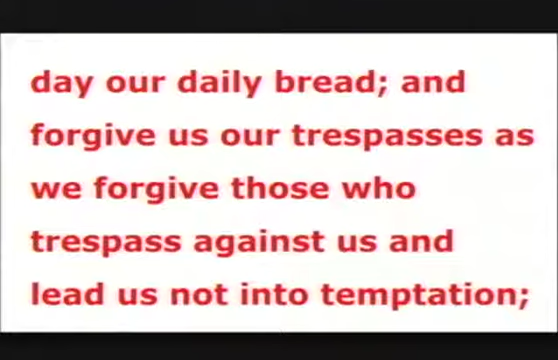 day our daily bread; and
forgive us our trespasses as
we forgive those who
trespass against us and
lead us not into temptation;